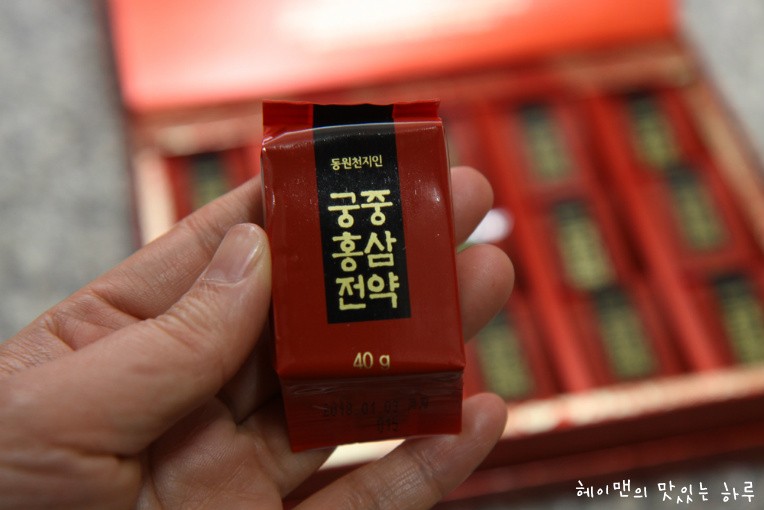 동원천지인
궁중
홍삼
전약
40 g
헤이맨의 맛있는 하루